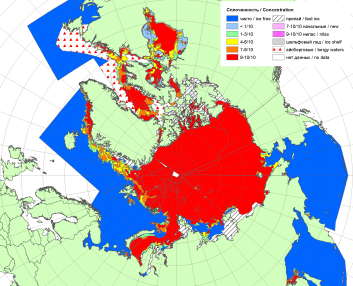 Сплоченность / Concentration
чисто / ice free
< 1/10
1-3/10
4-6/10
7-8/10
9-10/10
припай / fast ice
7-10/10 начальные / new
9-10/10 нилас / nilas
шельфовый лед / ice shelf
айсберговые / bergy waters
нет данных / no data